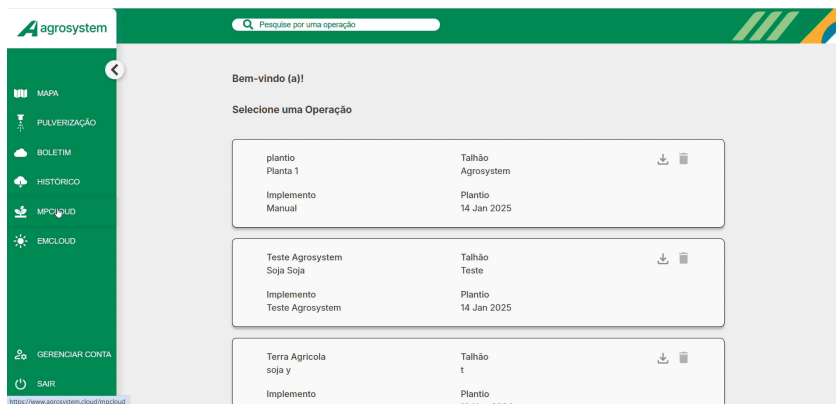 agrosystem
Pesquise por uma operação
MAPA
PULVERIZAÇÃO
BOLETIM
HISTÓRICO
MPCLOUD
EMCLOUD
GERENCIAR CONTA
SAIR
https://www.agrosystem.cloud/mpcloud
Bem-vindo (a)!
Selecione uma Operação
plantio
Planta 1
Talhão
Agrosystem
Implemento
Manual
Plantio
14 Jan 2025
Teste Agrosystem
Soja Soja
Talhão
Teste
Implemento
Teste Agrosystem
Plantio
14 Jan 2025
Terra Agricola
soja y
Talhão
t
Implemento
Plantio